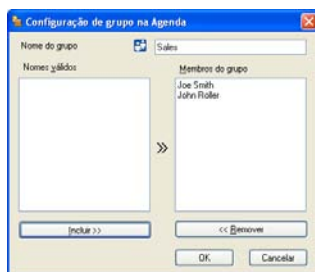 Configuração de grupo na Agenda
Nome do grupo
Sales
Nomes válidos
Membros do grupo
Joe Smith
John Roller
Incluir >>
<< Remover
OK
Cancelar